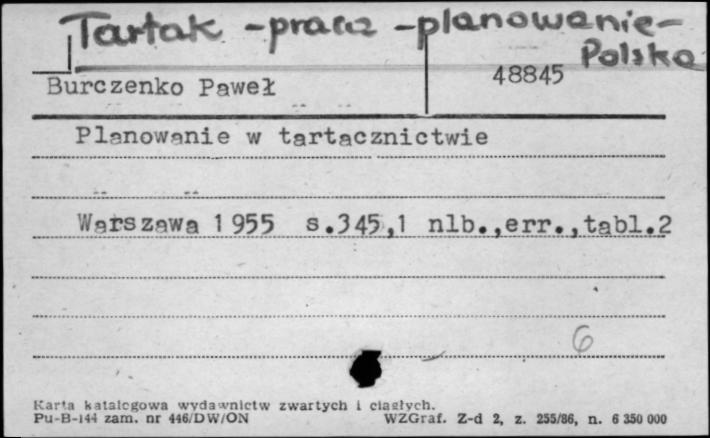 Tartak - praca - planowanie -
Polska
Burczenko Paweł
48845
Planowanie w tartacznictwie
Warszawa 1955 s.345,1 nlb.,err.,tabl.2
6
Karta katalogowa wydawnictw zwartych i ciągłych.
Pu-B-144 zam. nr 446/DW/ON
WZGraf. Z-d 2, z. 255/86, n. 6 350 000